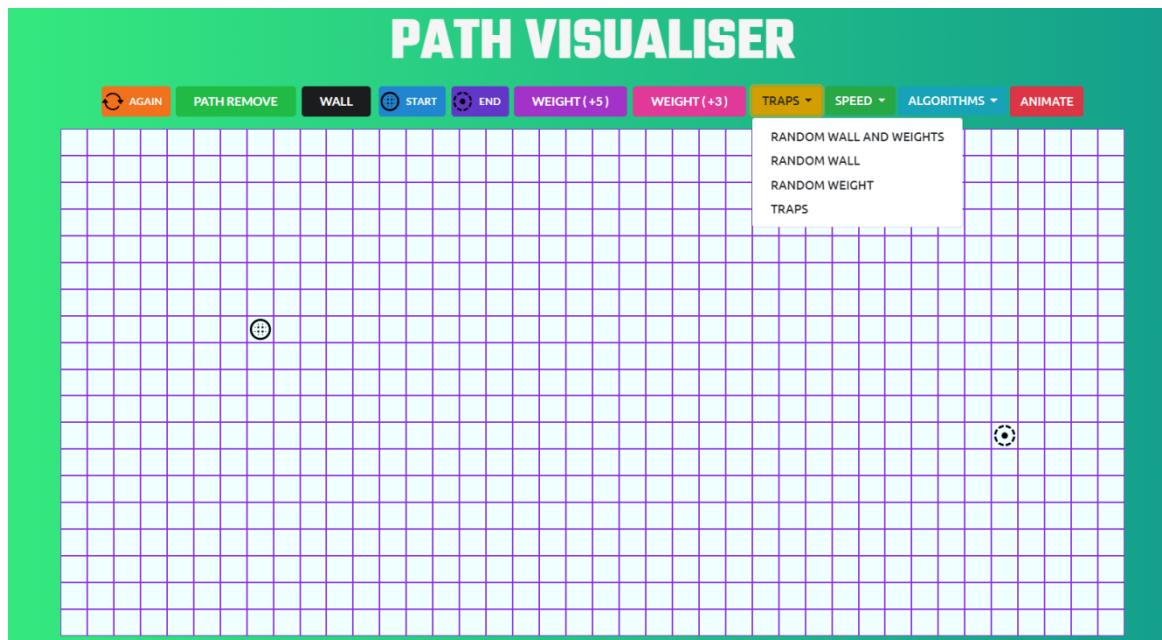 PATH VISUALISER
AGAIN PATH REMOVE WALL START END WEIGHT ( +5 ) WEIGHT ( +3 ) TRAPS SPEED ALGORITHMS ANIMATE
RANDOM WALL AND WEIGHTS
RANDOM WALL
RANDOM WEIGHT
TRAPS